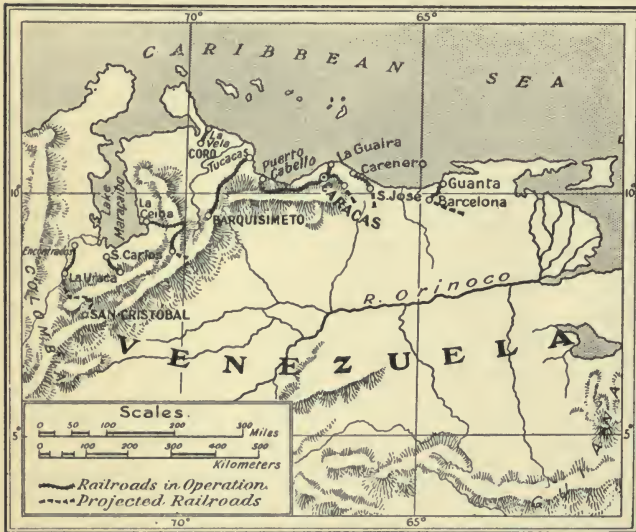 70°
65°
CARIBBEAN
SEA
La
Vela
CORO
Tucacas
Puerto
Cabello
La Guaira
Carenero
CARACAS
S. José
Guanta
Barcelona
10°
10°
Lake
Maracaibo
La
Ceiba
BARQUISIMETO
Encontrados
S. Carlos
La Uraca
SAN CRISTOBAL
COLOMBIA
R. Orinoco
VENEZUELA
Scales.
0 50 100 200 300 Miles
0 100 200 300 400 500
Kilometers
Railroads in Operation
Projected Railroads
5°
5°
70°
65°